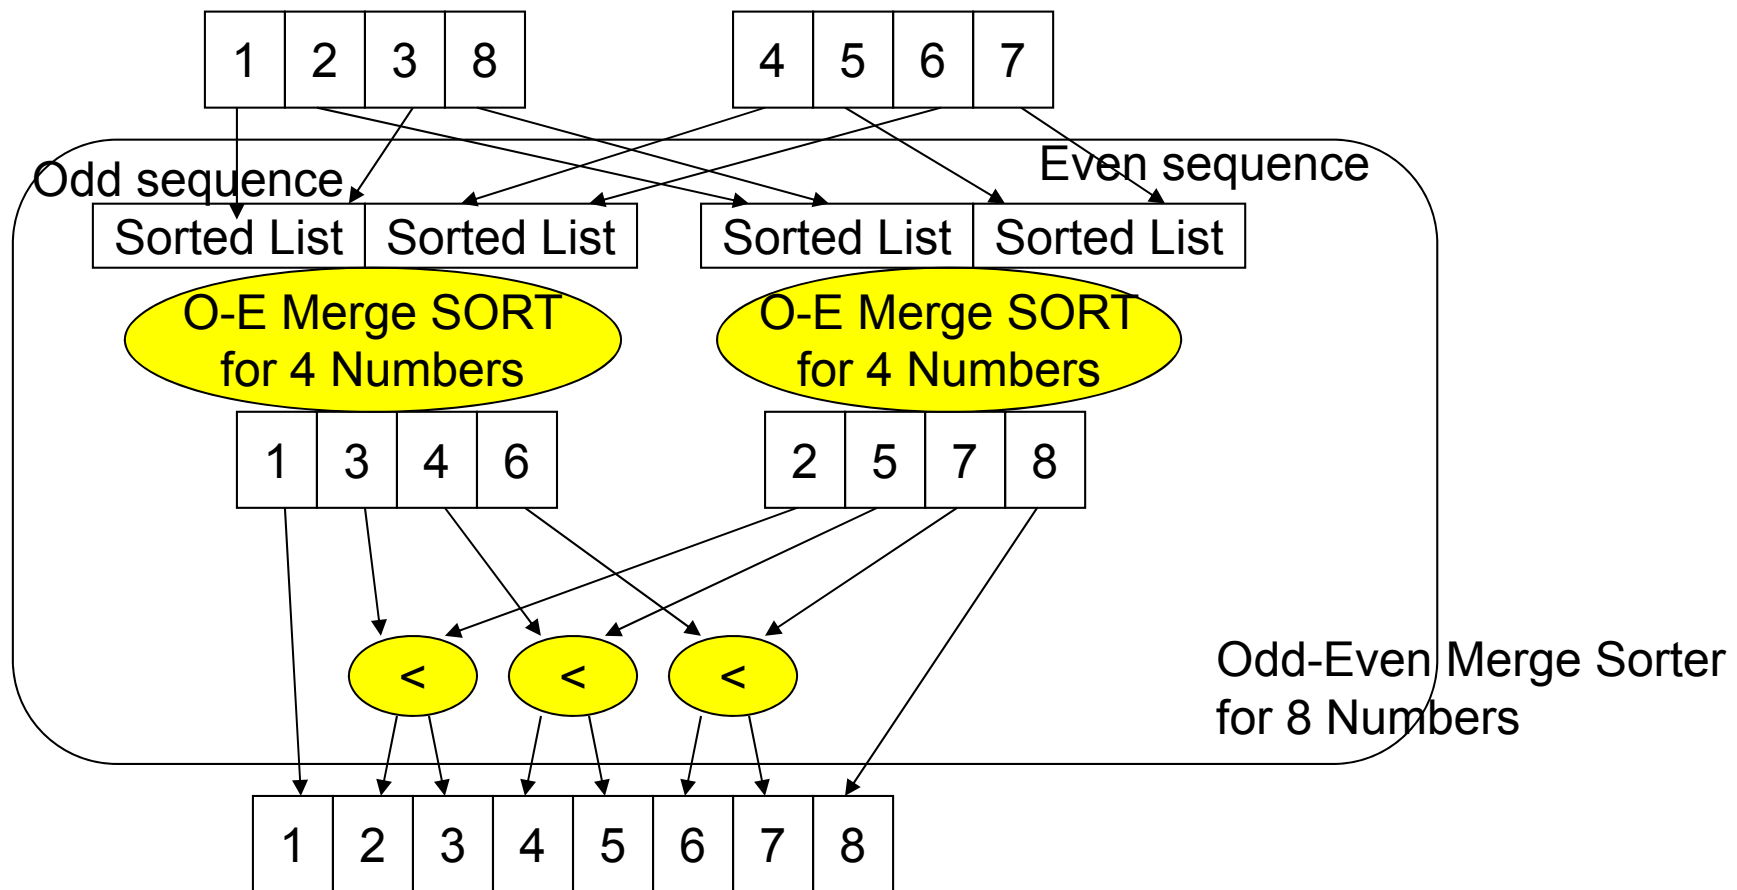 1 2 3 8 4 5 6 7
Odd sequence Even sequence
Sorted List Sorted List Sorted List Sorted List
O-E Merge SORT
for 4 Numbers
O-E Merge SORT
for 4 Numbers
1 3 4 6 2 5 7 8
< < <
Odd-Even Merge Sorter
for 8 Numbers
1 2 3 4 5 6 7 8